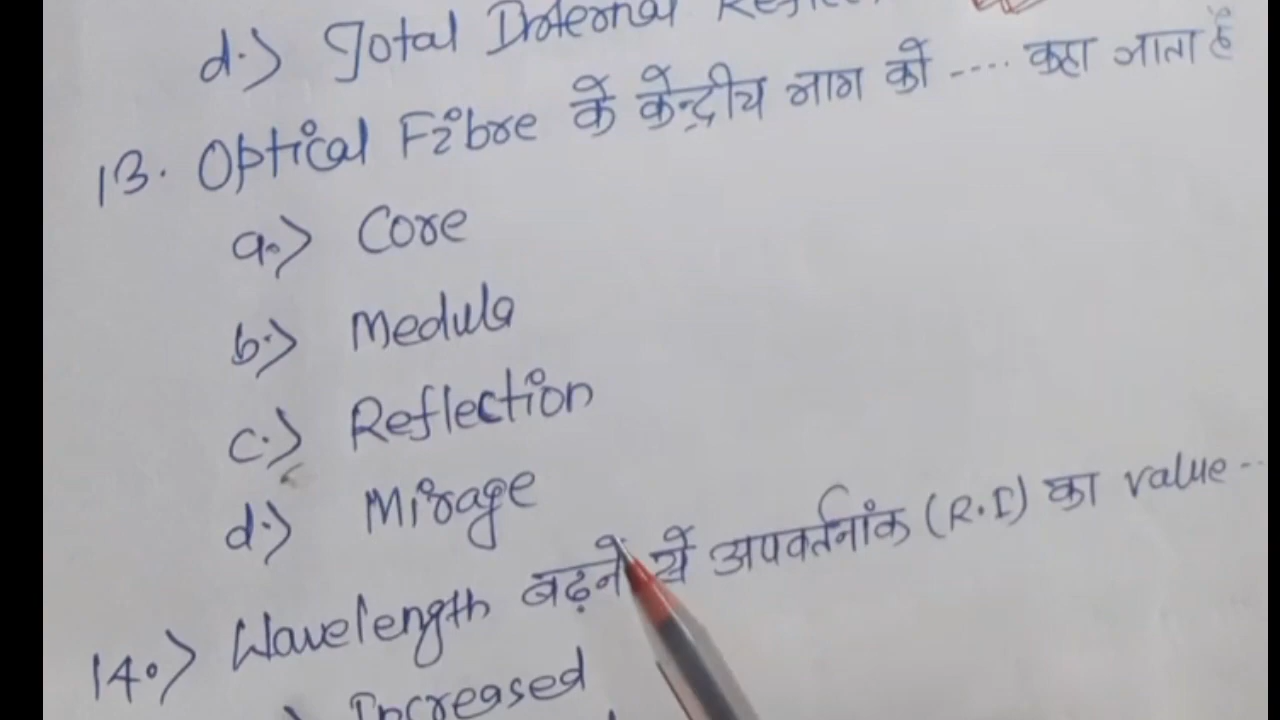 d.) Total Internal
13. Optical Fibre के केन्द्रीय भाग को .... कहा जाता है
a.) Core
b.) Medula
c.) Reflection
d.) Mirage
14.) Wavelength बढ़ने से अपवर्तनांक (R.I) का value ..
Increased